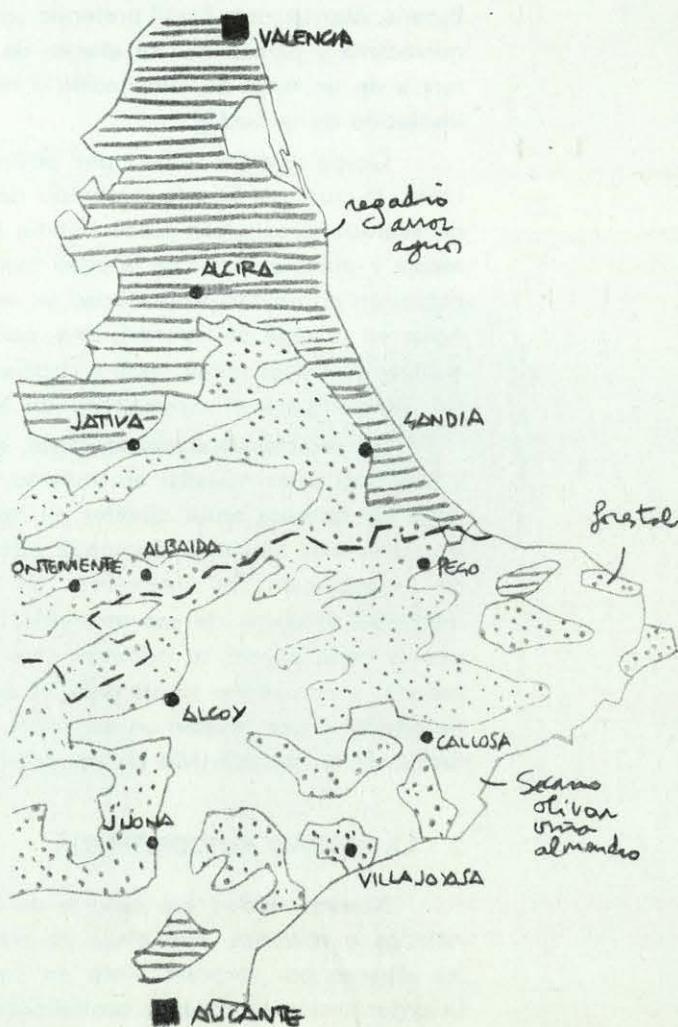 VALENCIA
regadío
arroz
agrios
ALCIRA
JATIVA
GANDIA
forestal
ALBAIDA
ONTENIENTE
PEGO
ALCOY
CALLOSA
Secano
olivar
viña
almendro
JIJONA
VILLAJOYOSA
ALICANTE